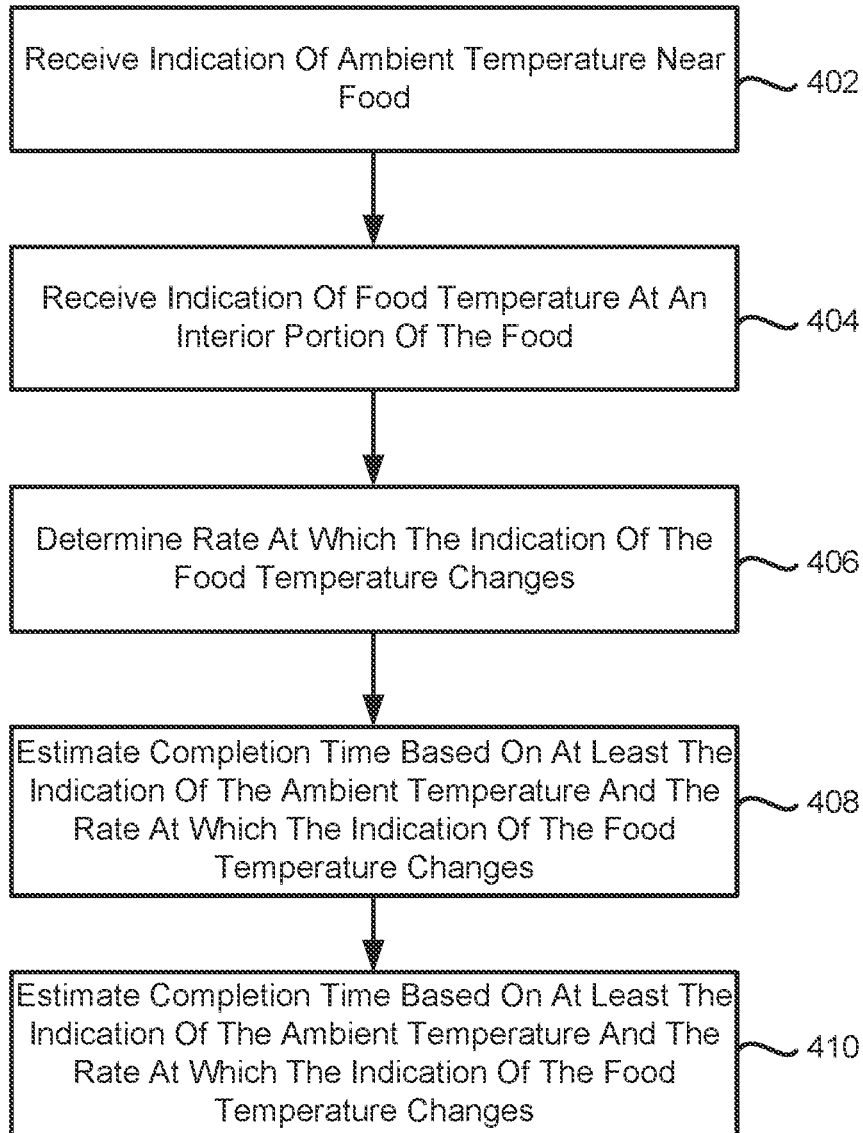 Receive Indication Of Ambient Temperature Near
Food
402
Receive Indication Of Food Temperature At An
Interior Portion Of The Food
404
Determine Rate At Which The Indication Of The
Food Temperature Changes
406
Estimate Completion Time Based On At Least The
Indication Of The Ambient Temperature And The
Rate At Which The Indication Of The Food
Temperature Changes
408
Estimate Completion Time Based On At Least The
Indication Of The Ambient Temperature And The
Rate At Which The Indication Of The Food
Temperature Changes
410